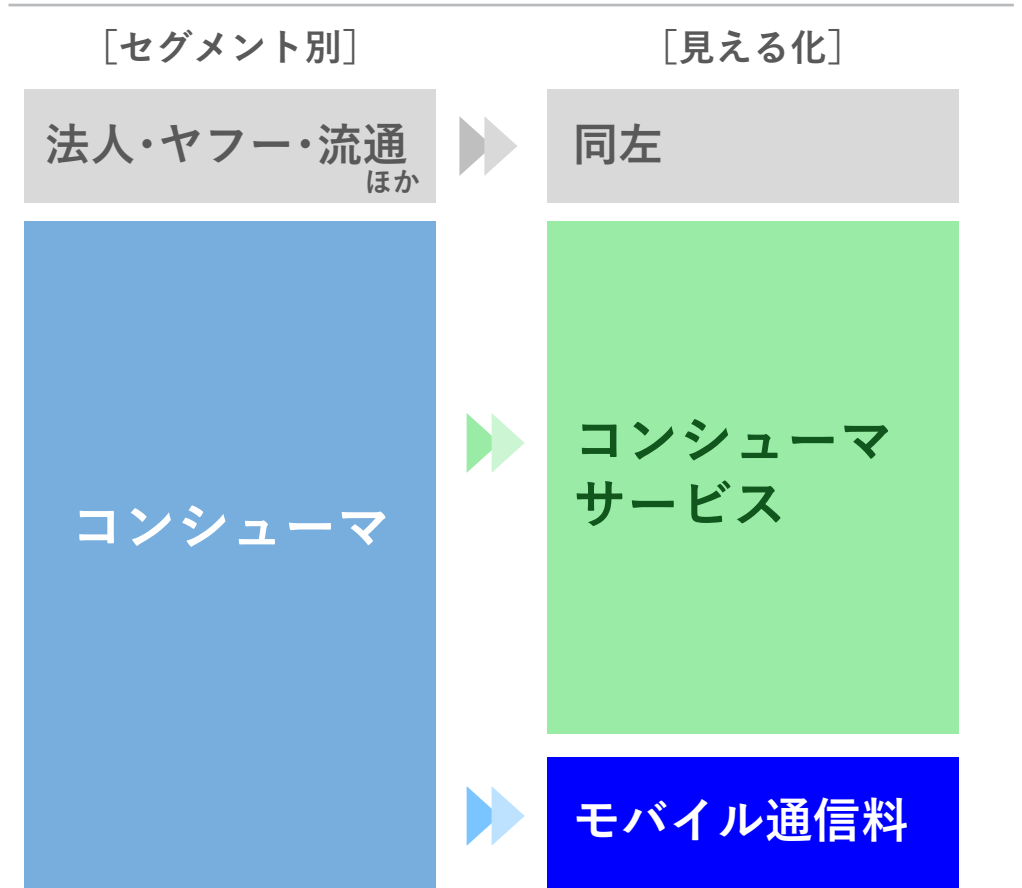 ［セグメント別］
［見える化］
法人・ヤフー・流通
ほか
同左
コンシューマ
コンシューマ
サービス
モバイル通信料